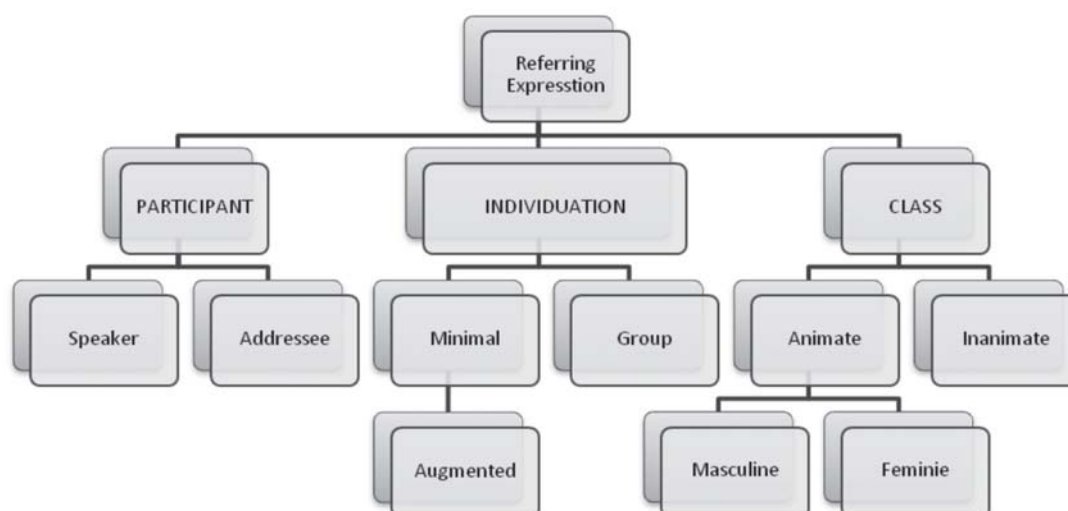 Referring
Expresstion
PARTICIPANT
INDIVIDUATION
CLASS
Speaker
Addressee
Minimal
Group
Animate
Inanimate
Augmented
Masculine
Feminie